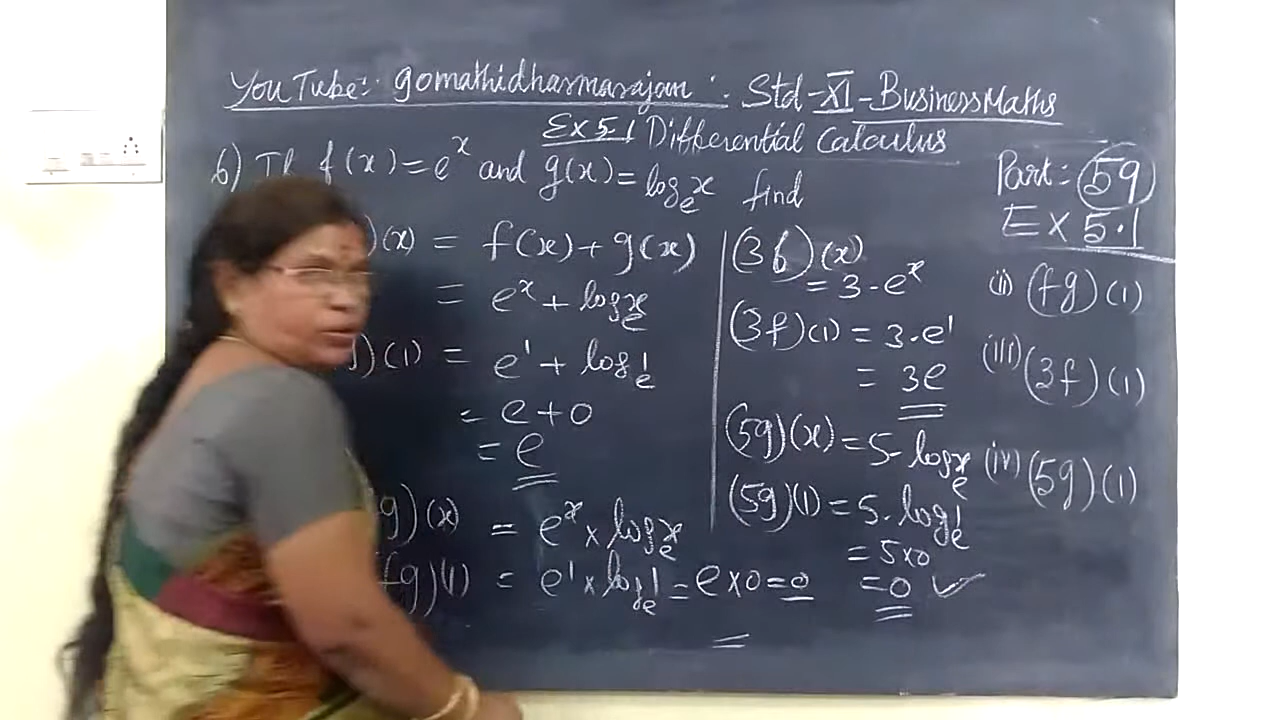 YouTube: gomathidharmarajan : Std-XI-Business Maths
Ex 5.1 Differential Calculus
6) If f(x) = e^x and g(x) = log_e x find
Part: 59
Ex 5.1
)(x) = f(x) + g(x)
= e^x + log_e x
)(1) = e^1 + log_e 1
= e + 0
= e
g)(x) = e^x × log_e x
fg)(1) = e^1 × log_e 1 = e × 0 = 0
(3f)(x)
= 3 · e^x
(3f)(1) = 3 · e^1
= 3e
(5g)(x) = 5 · log_e x
(5g)(1) = 5 · log_e 1
= 5×0
= 0 ✓
(ii) (fg)(1)
(iii) (3f)(1)
(iv) (5g)(1)